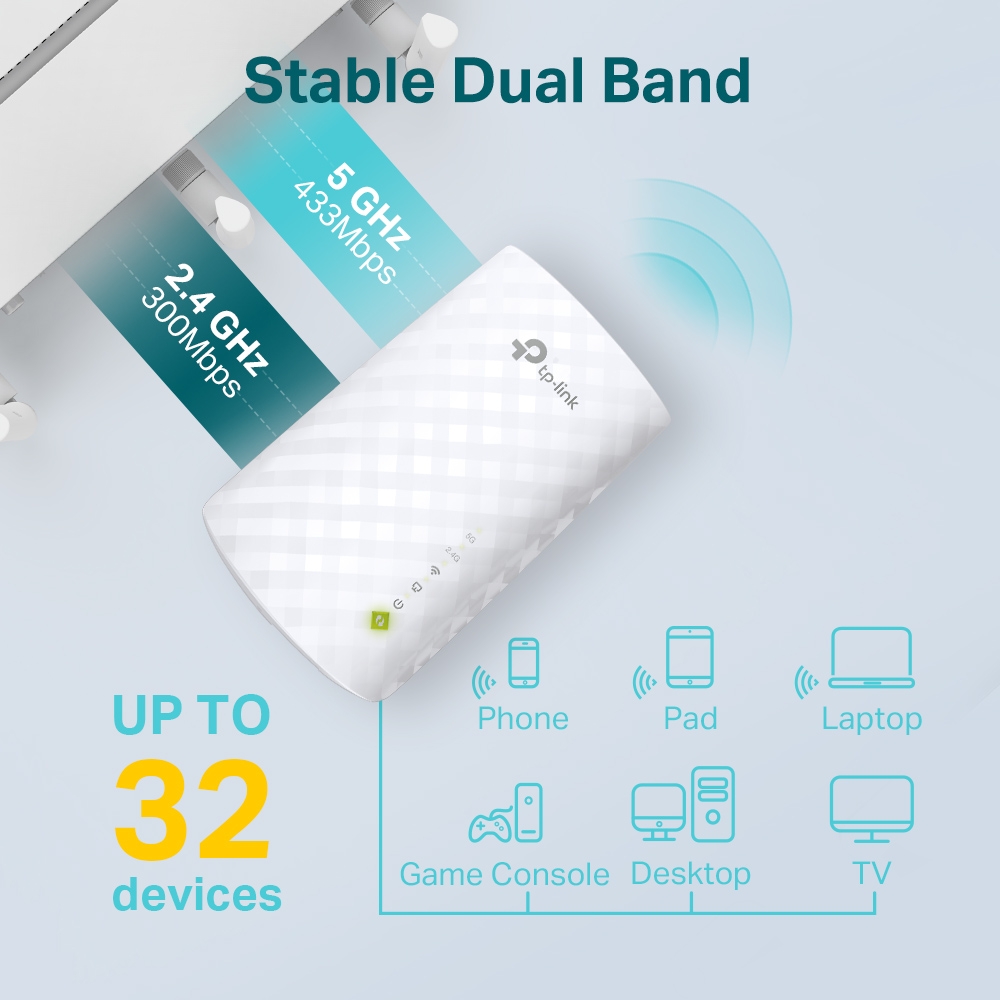 Stable Dual Band
5 GHz
433Mbps
2.4 GHz
300Mbps
tp-link
5G
2.4G
UP TO
32
devices
Phone
Pad
Laptop
Game Console
Desktop
TV